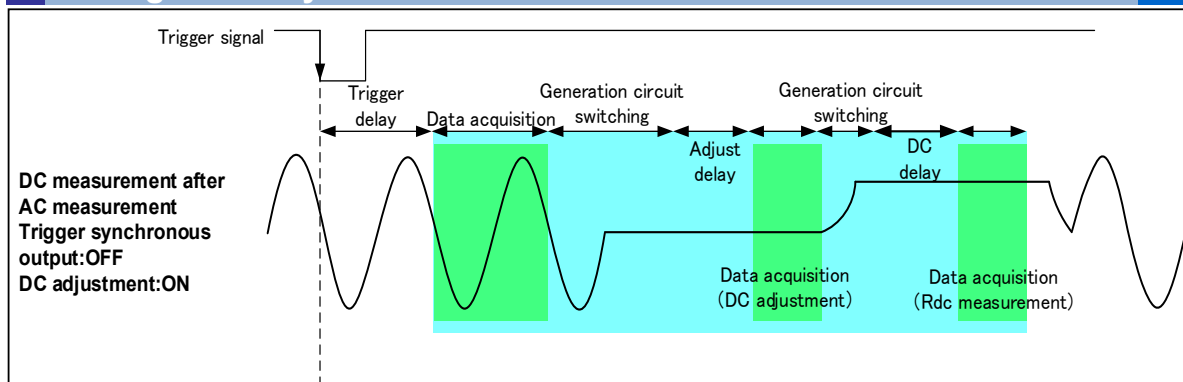 Trigger signal
Trigger
delay
Data acquisition
Generation circuit
switching
Adjust
delay
Generation circuit
switching
DC
delay
DC measurement after
AC measurement
Trigger synchronous
output:OFF
DC adjustment:ON
Data acquisition
(DC adjustment)
Data acquisition
(Rdc measurement)